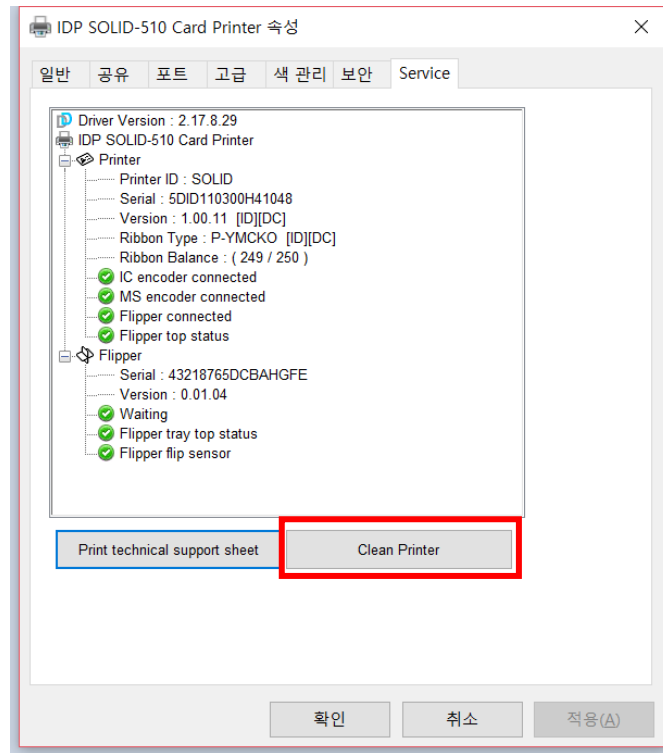 IDP SOLID-510 Card Printer 속성
일반 공유 포트 고급 색 관리 보안 Service
Driver Version : 2.17.8.29
IDP SOLID-510 Card Printer
Printer
Printer ID : SOLID
Serial : 5DID110300H41048
Version : 1.00.11 [ID][DC]
Ribbon Type : P-YMCKO [ID][DC]
Ribbon Balance : ( 249 / 250 )
IC encoder connected
MS encoder connected
Flipper connected
Flipper top status
Flipper
Serial : 43218765DCBAHGFE
Version : 0.01.04
Waiting
Flipper tray top status
Flipper flip sensor
Print technical support sheet Clean Printer
확인 취소 적용(A)